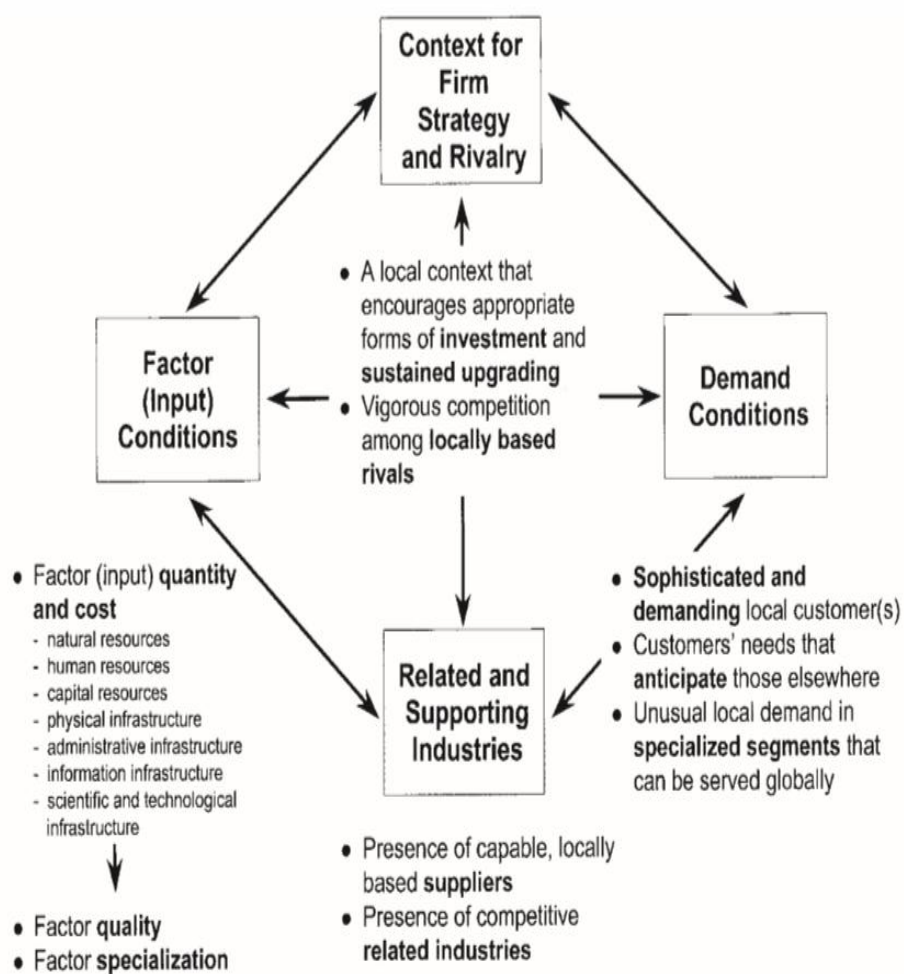 Context for
Firm
Strategy
and Rivalry
● A local context that
encourages appropriate
forms of investment and
sustained upgrading
● Vigorous competition
among locally based
rivals
Factor
(Input)
Conditions
Demand
Conditions
● Factor (input) quantity
and cost
- natural resources
- human resources
- capital resources
- physical infrastructure
- administrative infrastructure
- information infrastructure
- scientific and technological
infrastructure
● Factor quality
● Factor specialization
Related and
Supporting
Industries
● Sophisticated and
demanding local customer(s)
● Customers' needs that
anticipate those elsewhere
● Unusual local demand in
specialized segments that
can be served globally
● Presence of capable, locally
based suppliers
● Presence of competitive
related industries